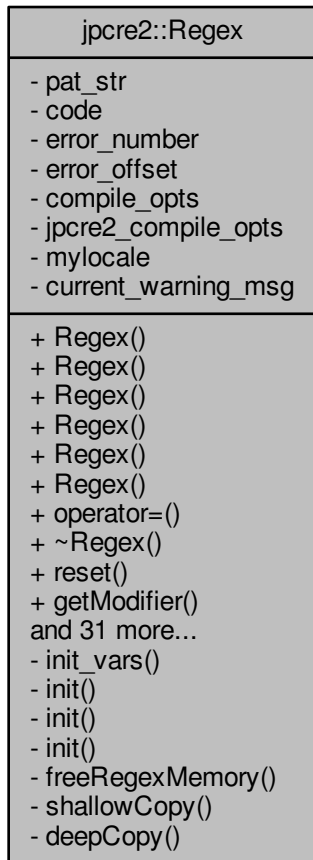 jpcre2::Regex
- pat_str
- code
- error_number
- error_offset
- compile_opts
- jpcre2_compile_opts
- mylocale
- current_warning_msg
+ Regex()
+ Regex()
+ Regex()
+ Regex()
+ Regex()
+ Regex()
+ operator=()
+ ~Regex()
+ reset()
+ getModifier()
and 31 more...
- init_vars()
- init()
- init()
- init()
- freeRegexMemory()
- shallowCopy()
- deepCopy()